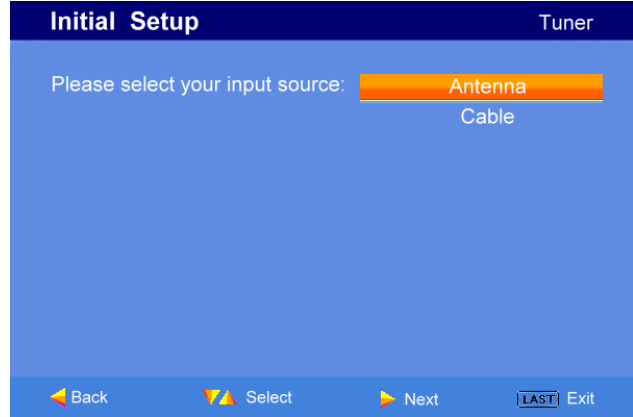 Initial Setup Tuner
Please select your input source: Antenna
Cable
Back Select Next LAST Exit